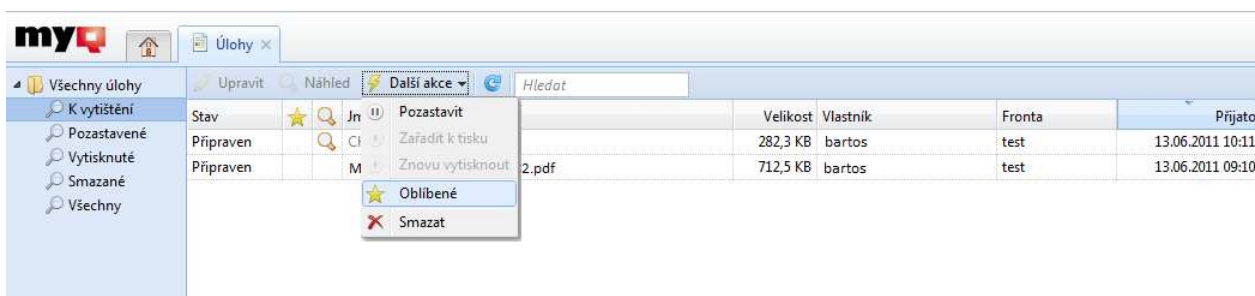 myQ
Úlohy
Všechny úlohy
K vytištění
Pozastavené
Vytisknuté
Smazané
Všechny
Upravit Náhled Další akce Hledat
Stav Velikost Vlastník Fronta Přijato
Připraven 282,3 KB bartos test 13.06.2011 10:11
Připraven M 2.pdf 712,5 KB bartos test 13.06.2011 09:10
Pozastavit
Zařadit k tisku
Znovu vytisknout
Oblíbené
Smazat